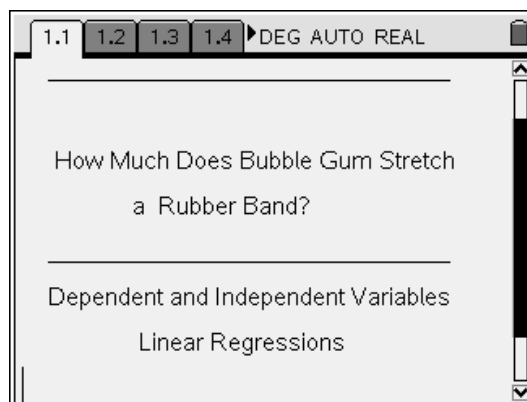 1.1 1.2 1.3 1.4 DEG AUTO REAL
How Much Does Bubble Gum Stretch
a Rubber Band?
Dependent and Independent Variables
Linear Regressions